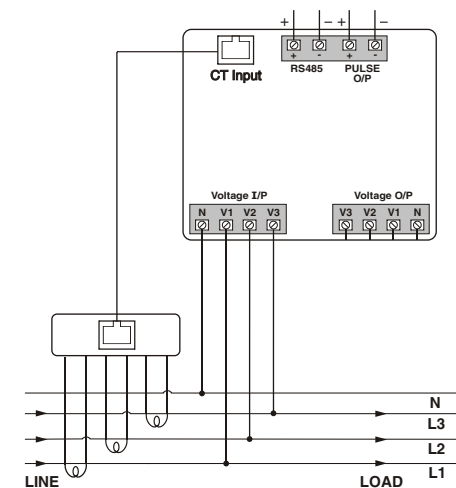 + – + –
CT Input
+ - + -
RS485 PULSE
O/P
Voltage I/P Voltage O/P
N V1 V2 V3 V3 V2 V1 N
N
L3
L2
L1
LINE LOAD